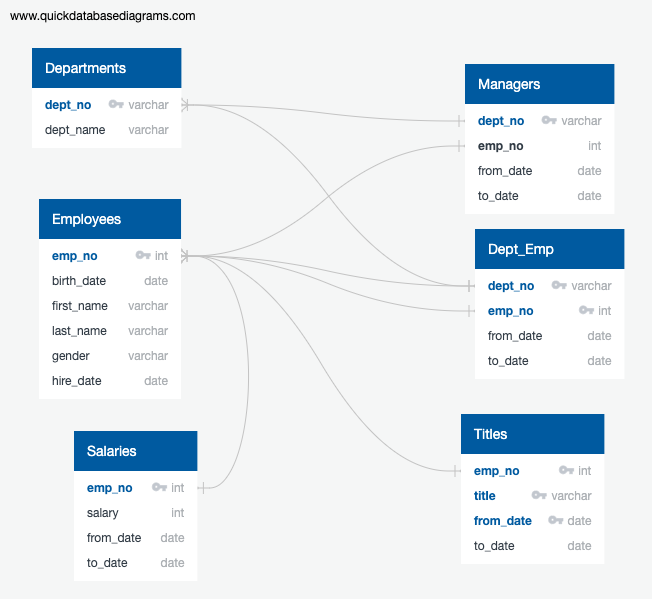 www.quickdatabasediagrams.com
Departments
dept_no varchar
dept_name varchar
Managers
dept_no varchar
emp_no int
from_date date
to_date date
Employees
emp_no int
birth_date date
first_name varchar
last_name varchar
gender varchar
hire_date date
Dept_Emp
dept_no varchar
emp_no int
from_date date
to_date date
Salaries
emp_no int
salary int
from_date date
to_date date
Titles
emp_no int
title varchar
from_date date
to_date date